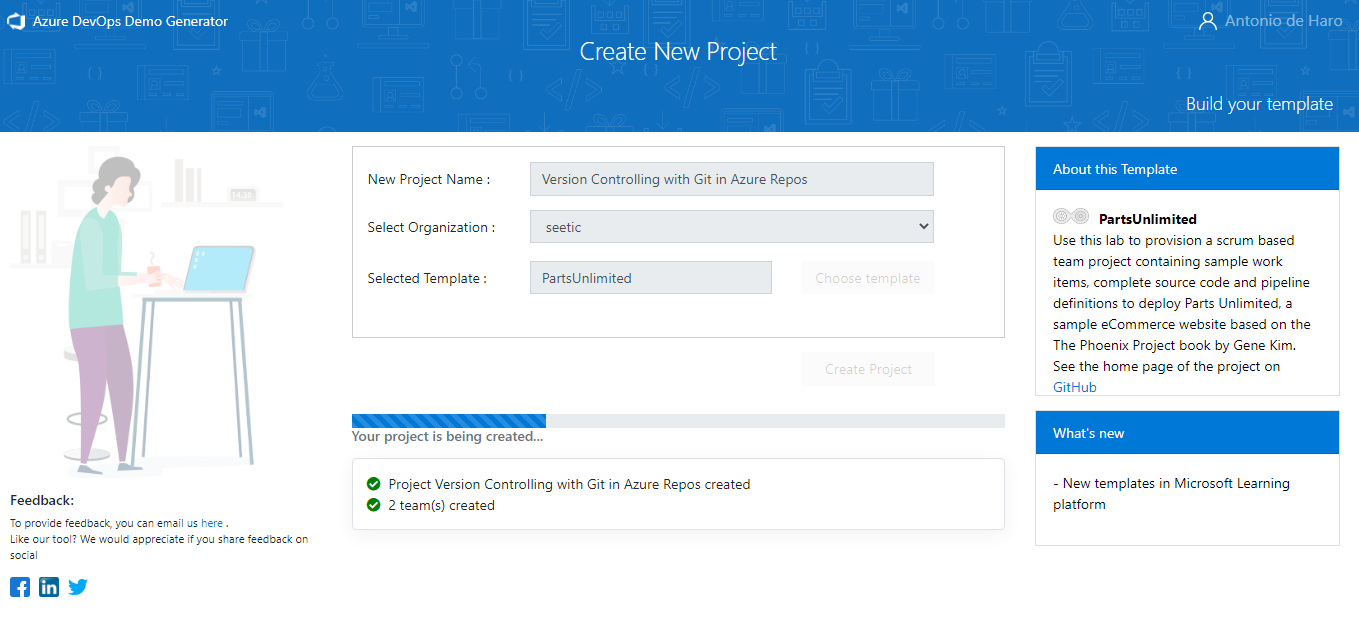 Azure DevOps Demo Generator
Antonio de Haro
Create New Project
Build your template
14:30
New Project Name :
Version Controlling with Git in Azure Repos
Select Organization :
seetic
Selected Template :
PartsUnlimited
Choose template
Create Project
Your project is being created...
Project Version Controlling with Git in Azure Repos created
2 team(s) created
About this Template
PartsUnlimited
Use this lab to provision a scrum based
team project containing sample work
items, complete source code and pipeline
definitions to deploy Parts Unlimited, a
sample eCommerce website based on the
The Phoenix Project book by Gene Kim.
See the home page of the project on
GitHub
What's new
- New templates in Microsoft Learning
platform
Feedback:
To provide feedback, you can email us here .
Like our tool? We would appreciate if you share feedback on
social